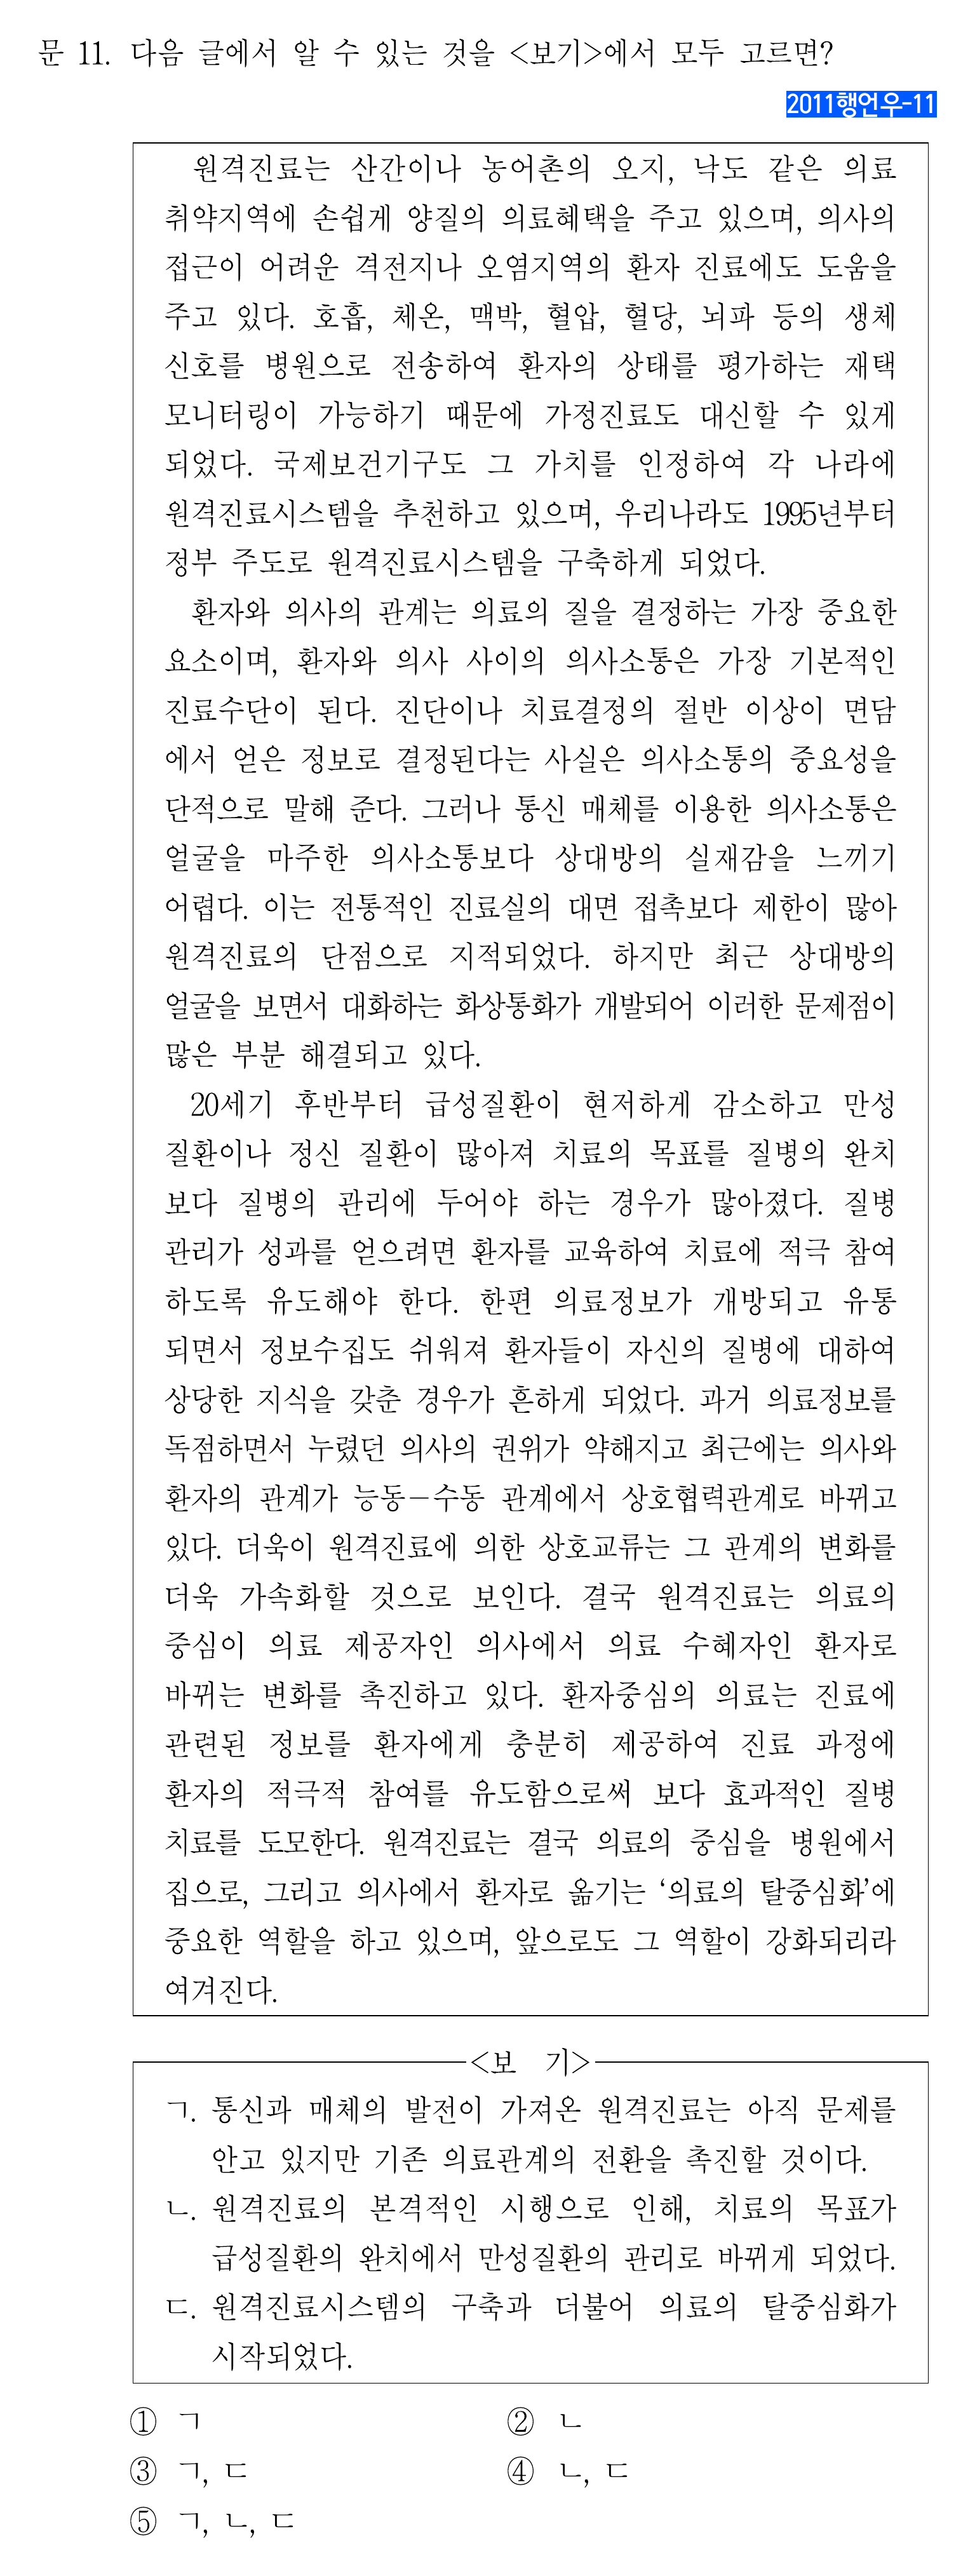 문 11. 다음 글에서 알 수 있는 것을 <보기>에서 모두 고르면?
2011행언우-11
원격진료는 산간이나 농어촌의 오지, 낙도 같은 의료
취약지역에 손쉽게 양질의 의료혜택을 주고 있으며, 의사의
접근이 어려운 격전지나 오염지역의 환자 진료에도 도움을
주고 있다. 호흡, 체온, 맥박, 혈압, 혈당, 뇌파 등의 생체
신호를 병원으로 전송하여 환자의 상태를 평가하는 재택
모니터링이 가능하기 때문에 가정진료도 대신할 수 있게
되었다. 국제보건기구도 그 가치를 인정하여 각 나라에
원격진료시스템을 추천하고 있으며, 우리나라도 1995년부터
정부 주도로 원격진료시스템을 구축하게 되었다.
환자와 의사의 관계는 의료의 질을 결정하는 가장 중요한
요소이며, 환자와 의사 사이의 의사소통은 가장 기본적인
진료수단이 된다. 진단이나 치료결정의 절반 이상이 면담
에서 얻은 정보로 결정된다는 사실은 의사소통의 중요성을
단적으로 말해 준다. 그러나 통신 매체를 이용한 의사소통은
얼굴을 마주한 의사소통보다 상대방의 실재감을 느끼기
어렵다. 이는 전통적인 진료실의 대면 접촉보다 제한이 많아
원격진료의 단점으로 지적되었다. 하지만 최근 상대방의
얼굴을 보면서 대화하는 화상통화가 개발되어 이러한 문제점이
많은 부분 해결되고 있다.
20세기 후반부터 급성질환이 현저하게 감소하고 만성
질환이나 정신 질환이 많아져 치료의 목표를 질병의 완치
보다 질병의 관리에 두어야 하는 경우가 많아졌다. 질병
관리가 성과를 얻으려면 환자를 교육하여 치료에 적극 참여
하도록 유도해야 한다. 한편 의료정보가 개방되고 유통
되면서 정보수집도 쉬워져 환자들이 자신의 질병에 대하여
상당한 지식을 갖춘 경우가 흔하게 되었다. 과거 의료정보를
독점하면서 누렸던 의사의 권위가 약해지고 최근에는 의사와
환자의 관계가 능동-수동 관계에서 상호협력관계로 바뀌고
있다. 더욱이 원격진료에 의한 상호교류는 그 관계의 변화를
더욱 가속화할 것으로 보인다. 결국 원격진료는 의료의
중심이 의료 제공자인 의사에서 의료 수혜자인 환자로
바뀌는 변화를 촉진하고 있다. 환자중심의 의료는 진료에
관련된 정보를 환자에게 충분히 제공하여 진료 과정에
환자의 적극적 참여를 유도함으로써 보다 효과적인 질병
치료를 도모한다. 원격진료는 결국 의료의 중심을 병원에서
집으로, 그리고 의사에서 환자로 옮기는 ‘의료의 탈중심화’에
중요한 역할을 하고 있으며, 앞으로도 그 역할이 강화되리라
여겨진다.
<보 기>
ㄱ. 통신과 매체의 발전이 가져온 원격진료는 아직 문제를
안고 있지만 기존 의료관계의 전환을 촉진할 것이다.
ㄴ. 원격진료의 본격적인 시행으로 인해, 치료의 목표가
급성질환의 완치에서 만성질환의 관리로 바뀌게 되었다.
ㄷ. 원격진료시스템의 구축과 더불어 의료의 탈중심화가
시작되었다.
① ㄱ ② ㄴ
③ ㄱ, ㄷ ④ ㄴ, ㄷ
⑤ ㄱ, ㄴ, ㄷ